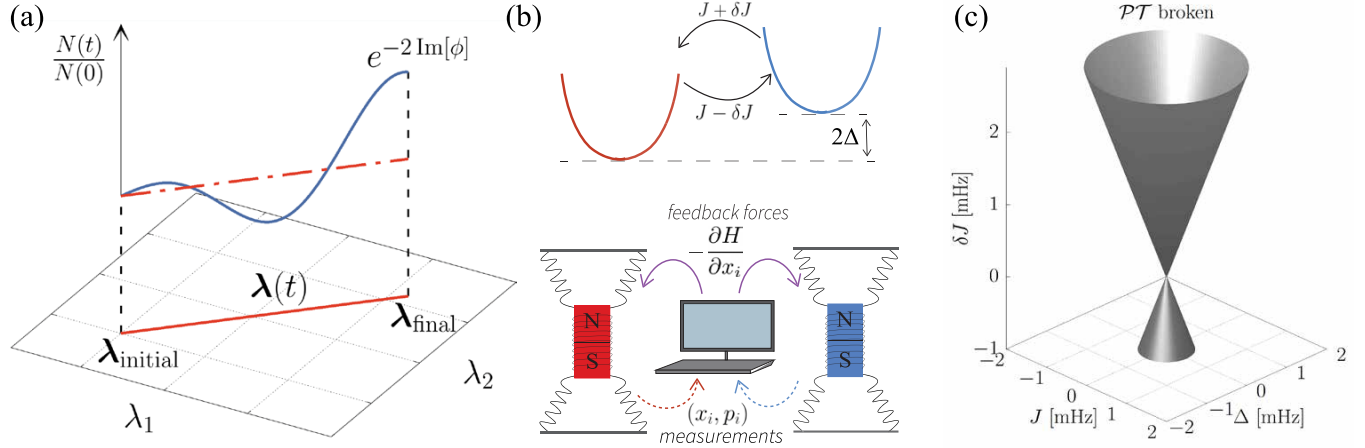 (a)
N(t)
N(0)
e^{-2 Im[ϕ]}
λ(t)
λ_initial
λ_final
λ_1
λ_2
(b)
J + δJ
J − δJ
2Δ
feedback forces
− ∂H
∂x_i
N
S
N
S
(x_i, p_i)
measurements
(c)
PT broken
δJ [mHz]
2
1
0
−1
−2
−1
0
1
2
J [mHz]
−2
−1
0
1
2
Δ [mHz]